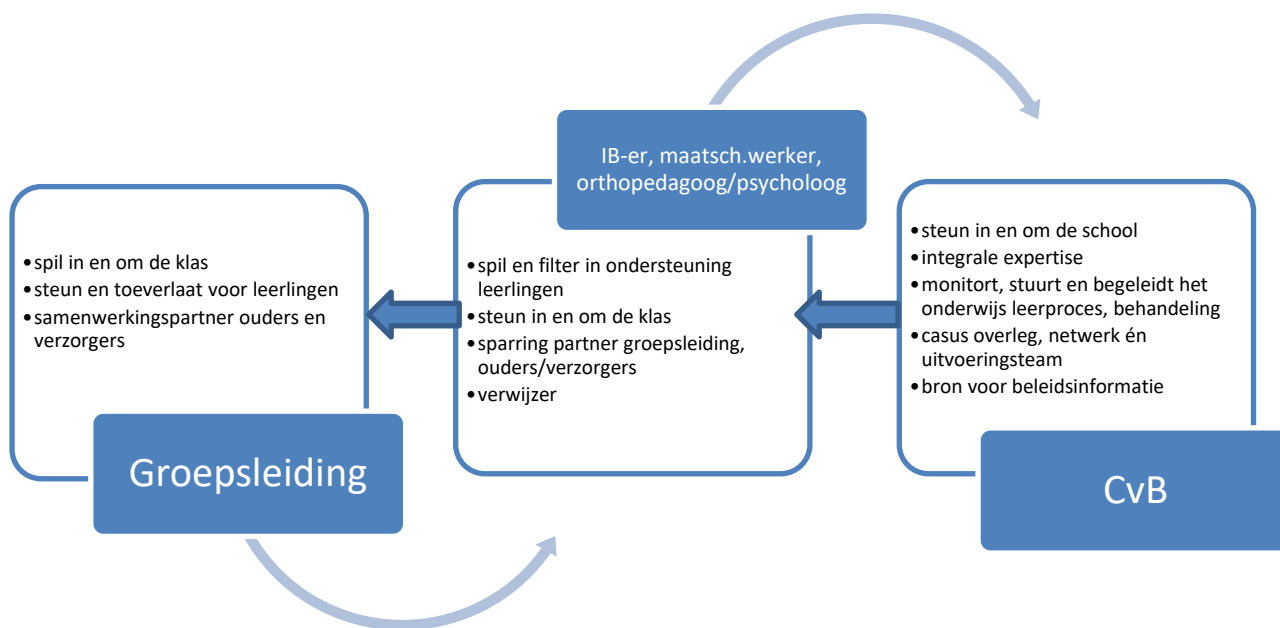 •spil in en om de klas
•steun en toeverlaat voor leerlingen
•samenwerkingspartner ouders en
verzorgers
Groepsleiding
IB-er, maatsch.werker,
orthopedagoog/psycholoog
•spil en filter in ondersteuning
leerlingen
•steun in en om de klas
•sparring partner groepsleiding,
ouders/verzorgers
•verwijzer
•steun in en om de school
•integrale expertise
•monitort, stuurt en begeleidt het
onderwijs leerproces, behandeling
•casus overleg, netwerk én
uitvoeringsteam
•bron voor beleidsinformatie
CvB